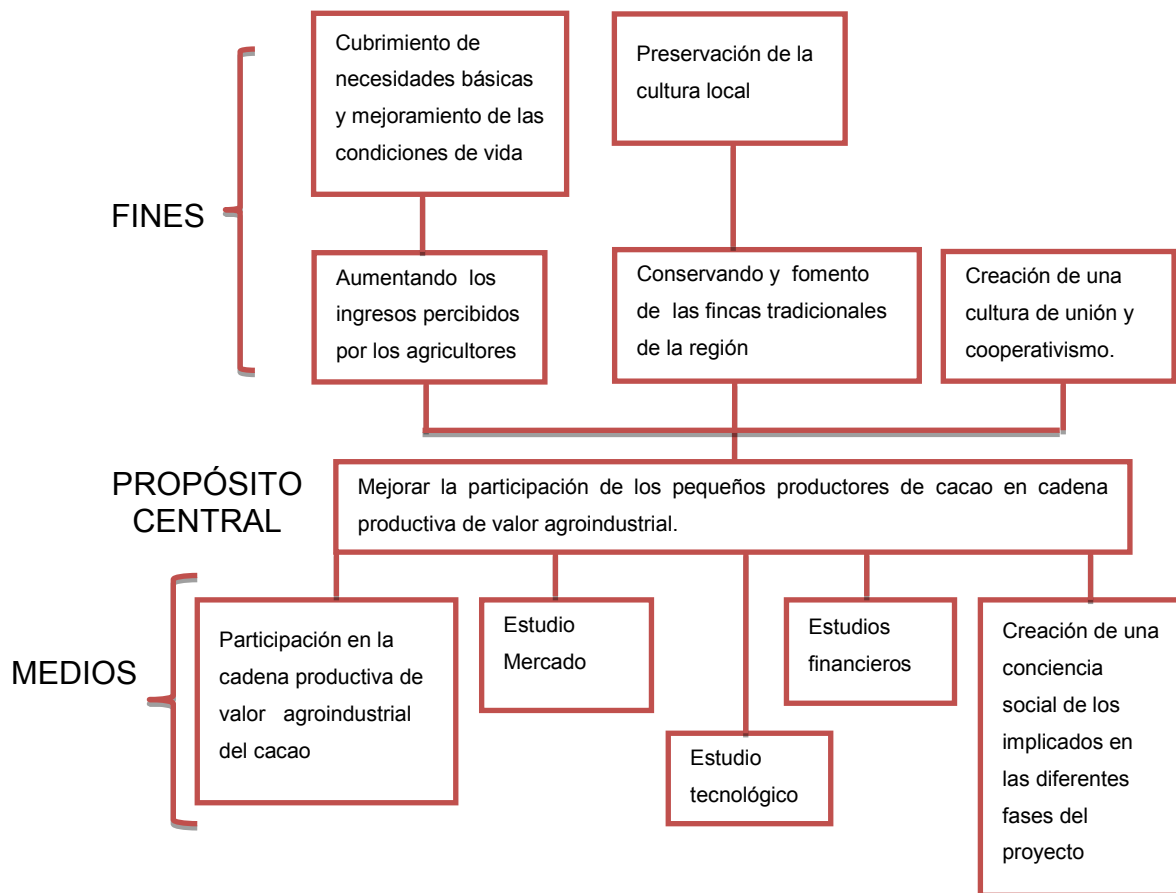 Cubrimiento de
necesidades básicas
y mejoramiento de las
condiciones de vida
Preservación de la
cultura local
FINES
Aumentando los
ingresos percibidos
por los agricultores
Conservando y fomento
de las fincas tradicionales
de la región
Creación de una
cultura de unión y
cooperativismo.
PROPÓSITO
CENTRAL
Mejorar la participación de los pequeños productores de cacao en cadena
productiva de valor agroindustrial.
MEDIOS
Participación en la
cadena productiva de
valor agroindustrial
del cacao
Estudio
Mercado
Estudio
tecnológico
Estudios
financieros
Creación de una
conciencia
social de los
implicados en
las diferentes
fases del
proyecto